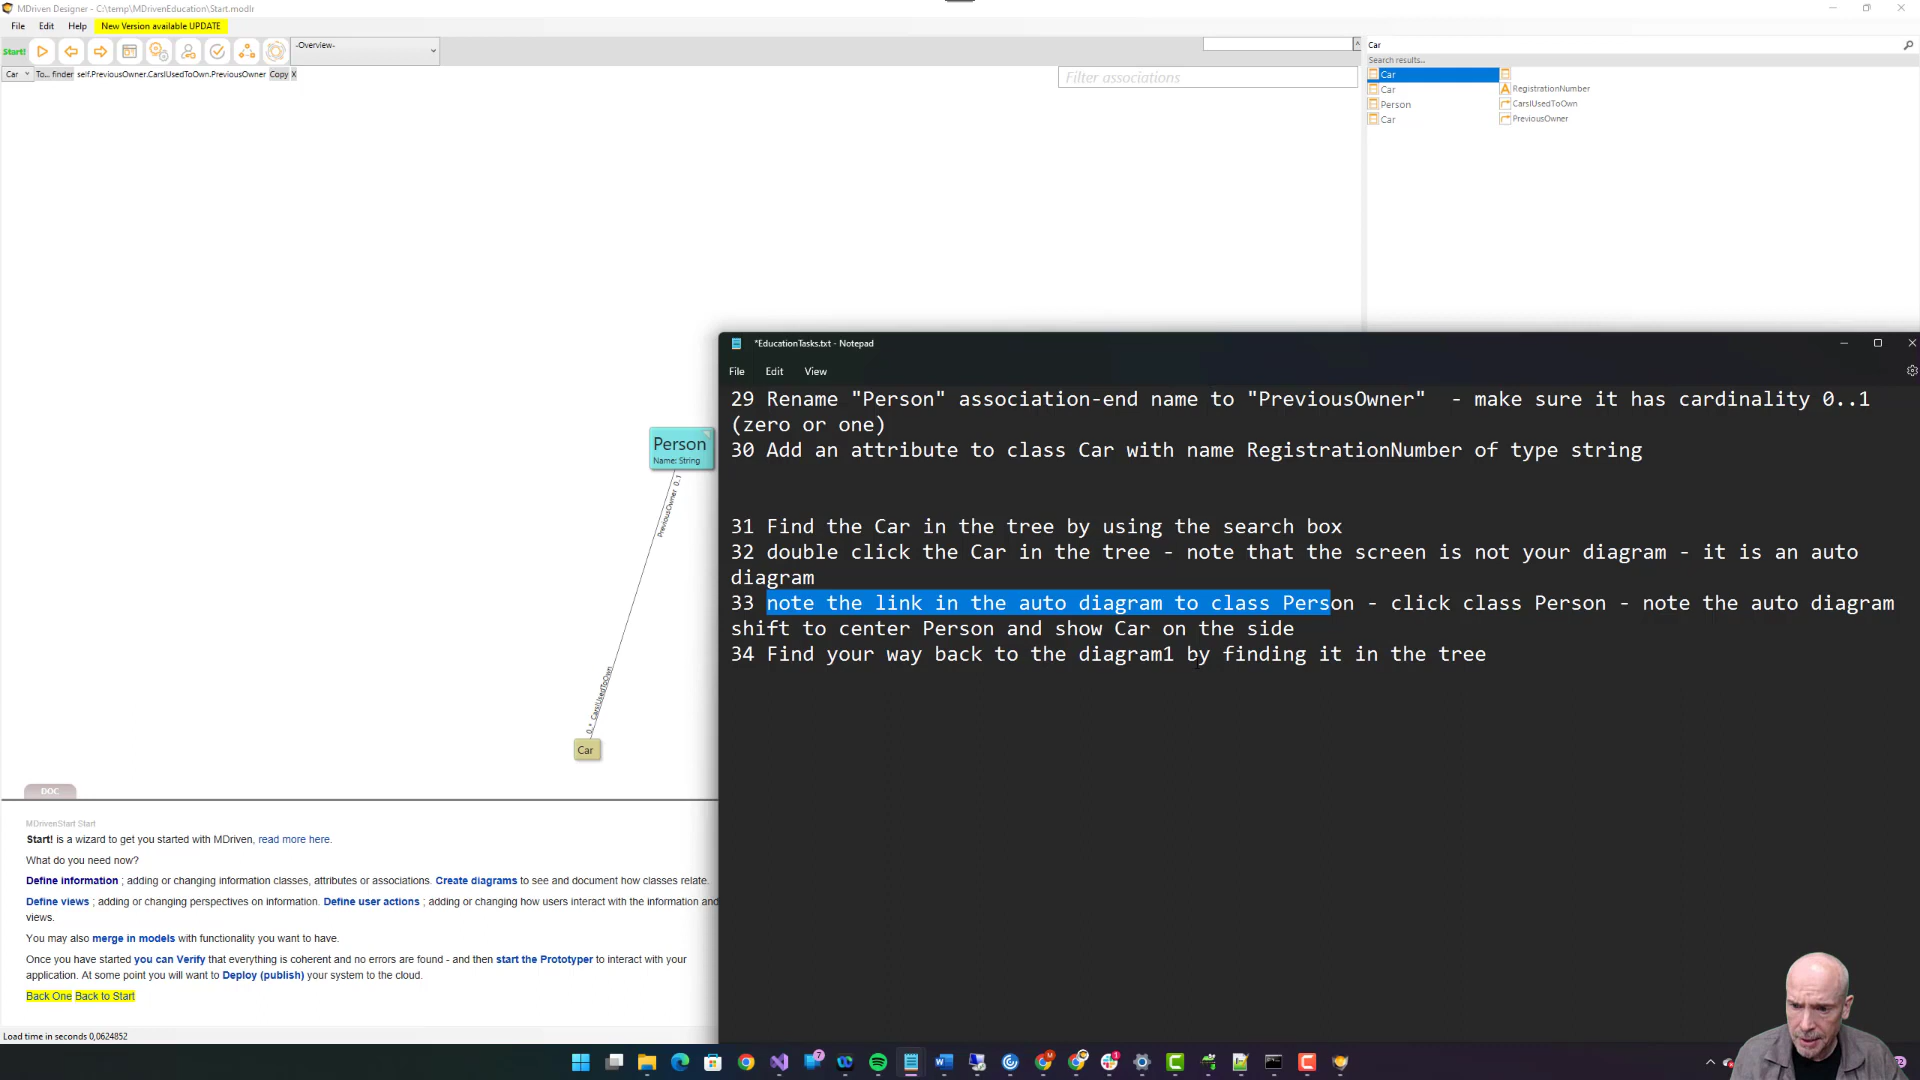 MDriven Designer - C:\temp\MDrivenEducation\Start.modlr
File Edit Help New Version available UPDATE
Start! -Overview-
Car To... finder self.PreviousOwner.CarsIUsedToOwn.PreviousOwner Copy X
Filter associations
Car
Search results...
Car
Car RegistrationNumber
Person CarsIUsedToOwn
Car PreviousOwner
Person
Name: String
PreviousOwner 0..1
0..* CarsIUsedToOwn
Car
*EducationTasks.txt - Notepad
File Edit View
29 Rename "Person" association-end name to "PreviousOwner" - make sure it has cardinality 0..1
(zero or one)
30 Add an attribute to class Car with name RegistrationNumber of type string
31 Find the Car in the tree by using the search box
32 double click the Car in the tree - note that the screen is not your diagram - it is an auto
diagram
33 note the link in the auto diagram to class Person - click class Person - note the auto diagram
shift to center Person and show Car on the side
34 Find your way back to the diagram1 by finding it in the tree
DOC
MDrivenStart Start
Start! is a wizard to get you started with MDriven, read more here.
What do you need now?
Define information ; adding or changing information classes, attributes or associations. Create diagrams to see and document how classes relate.
Define views ; adding or changing perspectives on information. Define user actions ; adding or changing how users interact with the information and
views.
You may also merge in models with functionality you want to have.
Once you have started you can Verify that everything is coherent and no errors are found - and then start the Prototyper to interact with your
application. At some point you will want to Deploy (publish) your system to the cloud.
Back One Back to Start
Load time in seconds 0,0624852